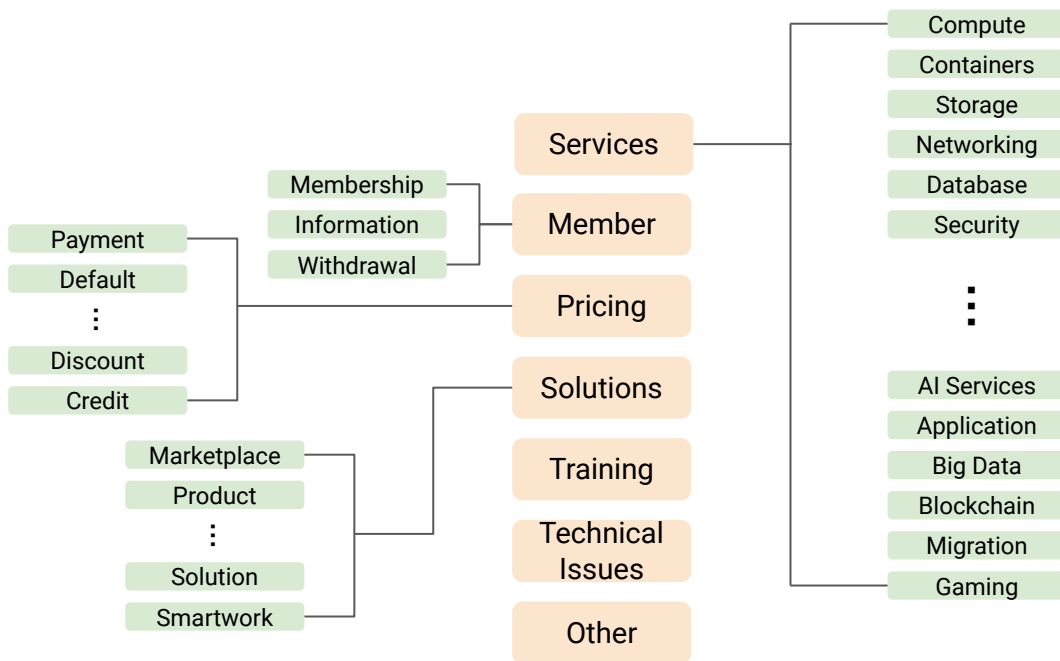 Services
Member
Pricing
Solutions
Training
Technical
Issues
Other
Compute
Containers
Storage
Networking
Database
Security
⋮
AI Services
Application
Big Data
Blockchain
Migration
Gaming
Membership
Information
Withdrawal
Payment
Default
⋮
Discount
Credit
Marketplace
Product
⋮
Solution
Smartwork